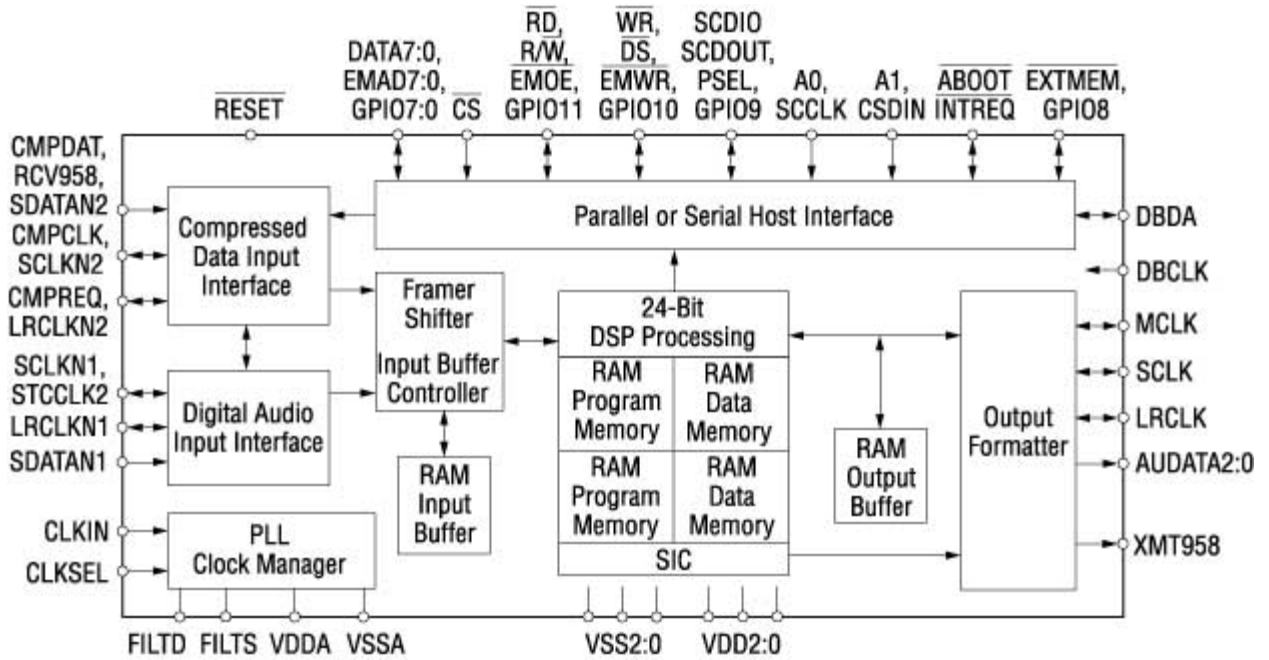 RD,
R/W,
EMOE,
GPIO11
WR,
DS,
EMWR,
GPIO10
SCDIO
SCDOUT,
PSEL,
GPIO9
DATA7:0,
EMAD7:0,
GPIO7:0
RESET
CS
A0,
SCCLK
A1,
CSDIN
ABOOT
INTREQ
EXTMEM,
GPIO8
CMPDAT,
RCV958,
SDATAN2
CMPCLK,
SCLKN2
CMPREQ,
LRCLKN2
SCLKN1,
STCCLK2
LRCLKN1
SDATAN1
CLKIN
CLKSEL
Compressed
Data Input
Interface
Digital Audio
Input Interface
PLL
Clock Manager
Parallel or Serial Host Interface
Framer
Shifter
Input Buffer
Controller
RAM
Input
Buffer
24-Bit
DSP Processing
RAM
Program
Memory
RAM
Data
Memory
RAM
Program
Memory
RAM
Data
Memory
SIC
RAM
Output
Buffer
Output
Formatter
DBDA
DBCLK
MCLK
SCLK
LRCLK
AUDATA2:0
XMT958
FILTD FILTS VDDA VSSA VSS2:0 VDD2:0